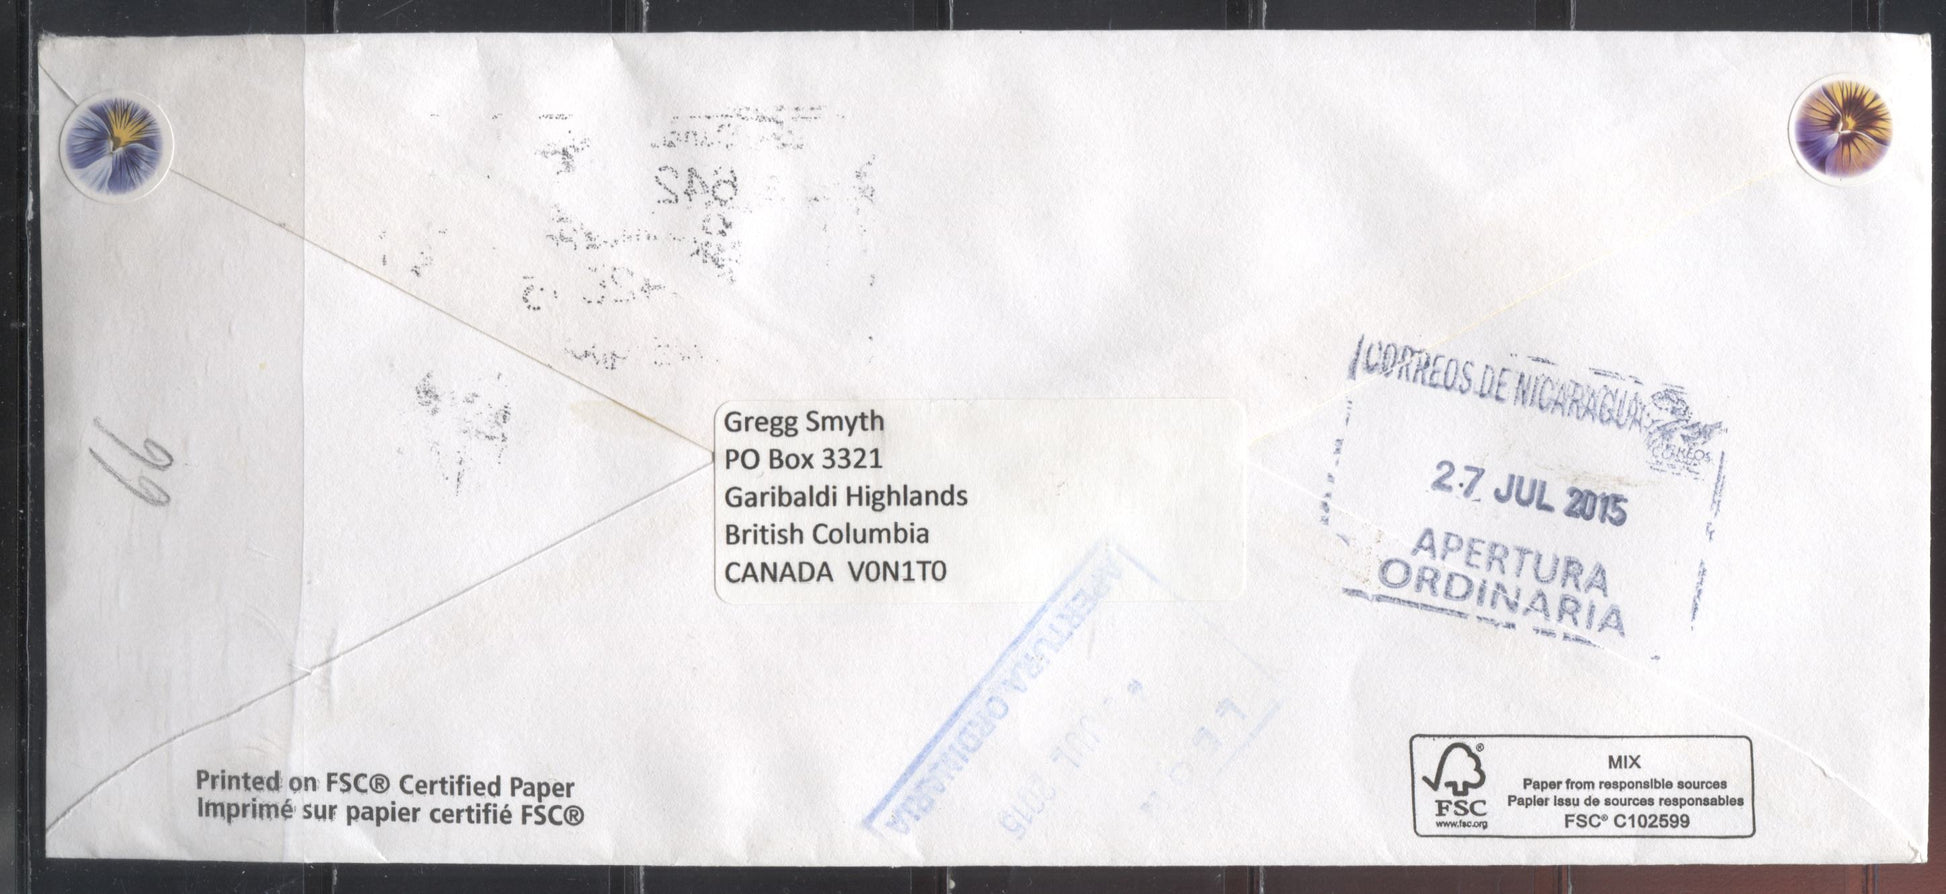 642
Gregg Smyth
PO Box 3321
Garibaldi Highlands
British Columbia
CANADA V0N1T0
CORREOS DE NICARAGUA
CORREOS
27 JUL 2015
APERTURA
ORDINARIA
APERTURA ORDINARIA
JUL 2015
66
Printed on FSC® Certified Paper
Imprimé sur papier certifié FSC®
FSC
www.fsc.org
MIX
Paper from responsible sources
Papier issu de sources responsables
FSC® C102599